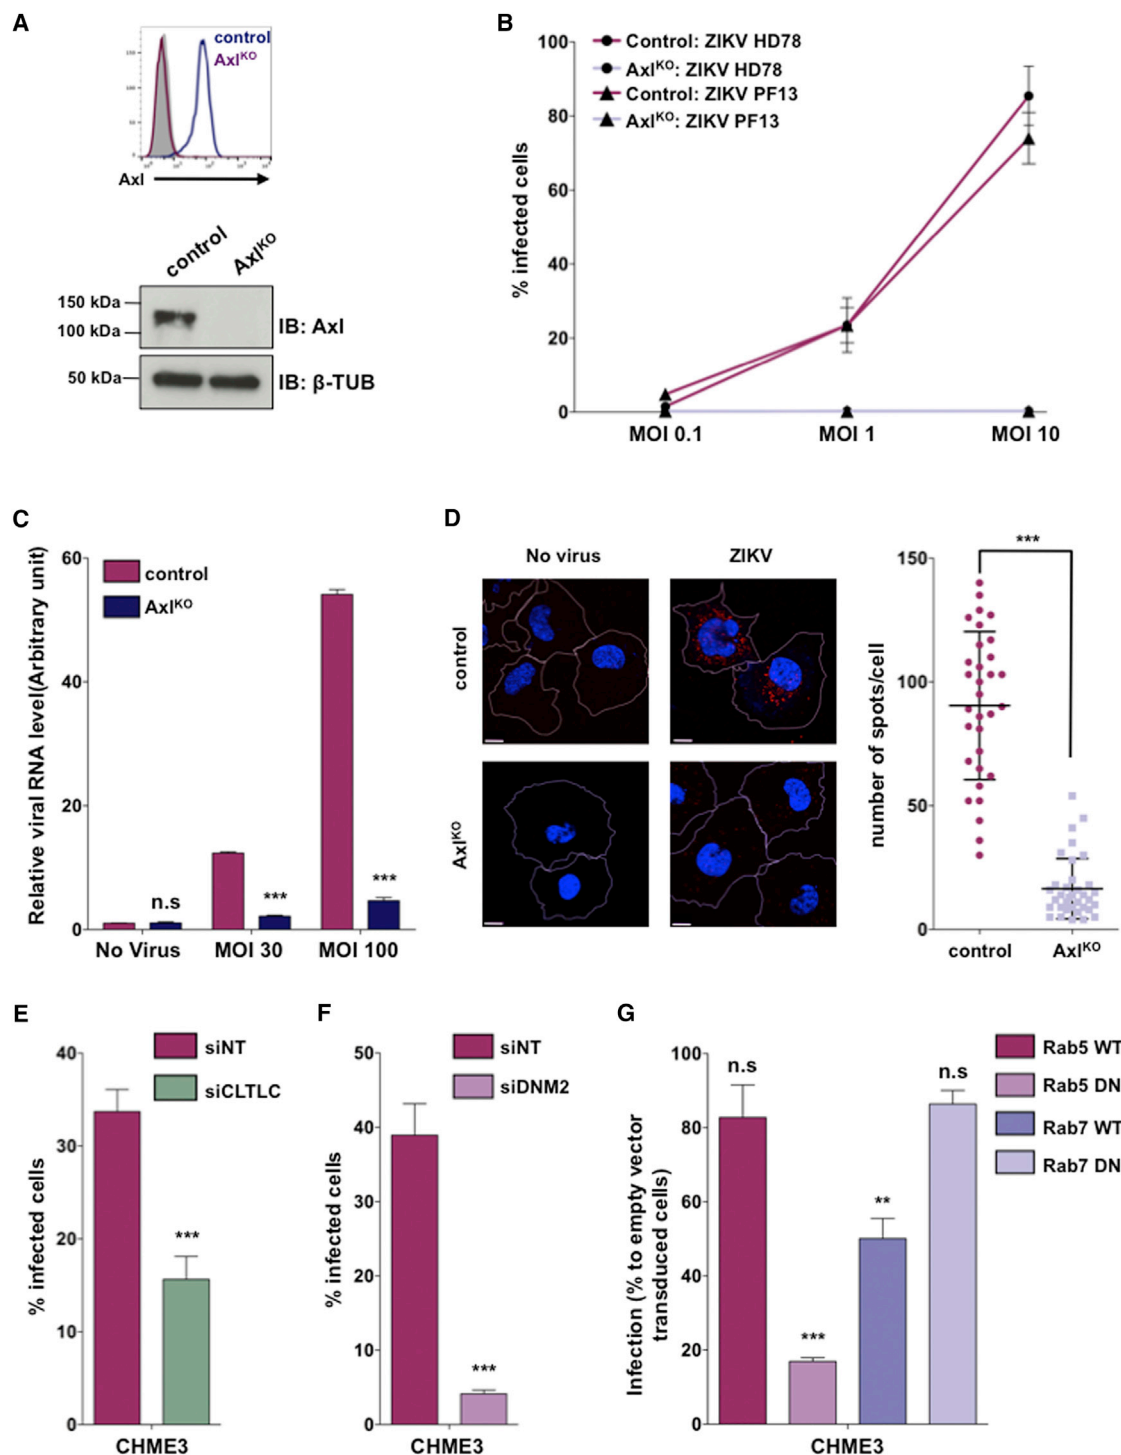 A
control
Axl^KO
150
100
50
0
Axl
control
Axl^KO
150 kDa
100 kDa
IB: Axl
50 kDa
IB: β-TUB
B
100
80
60
40
20
0
% infected cells
Control: ZIKV HD78
Axl^KO: ZIKV HD78
Control: ZIKV PF13
Axl^KO: ZIKV PF13
MOI 0.1
MOI 1
MOI 10
C
60
40
20
0
Relative viral RNA level(Arbitrary unit)
control
Axl^KO
n.s
***
***
No Virus
MOI 30
MOI 100
D
No virus
ZIKV
control
Axl^KO
***
150
100
50
0
number of spots/cell
control
Axl^KO
E
siNT
siCLTLC
40
30
20
10
0
% infected cells
***
CHME3
F
siNT
siDNM2
50
40
30
20
10
0
% infected cells
***
CHME3
G
100
80
60
40
20
0
Infection (% to empty vector
transduced cells)
n.s
***
**
n.s
Rab5 WT
Rab5 DN
Rab7 WT
Rab7 DN
CHME3